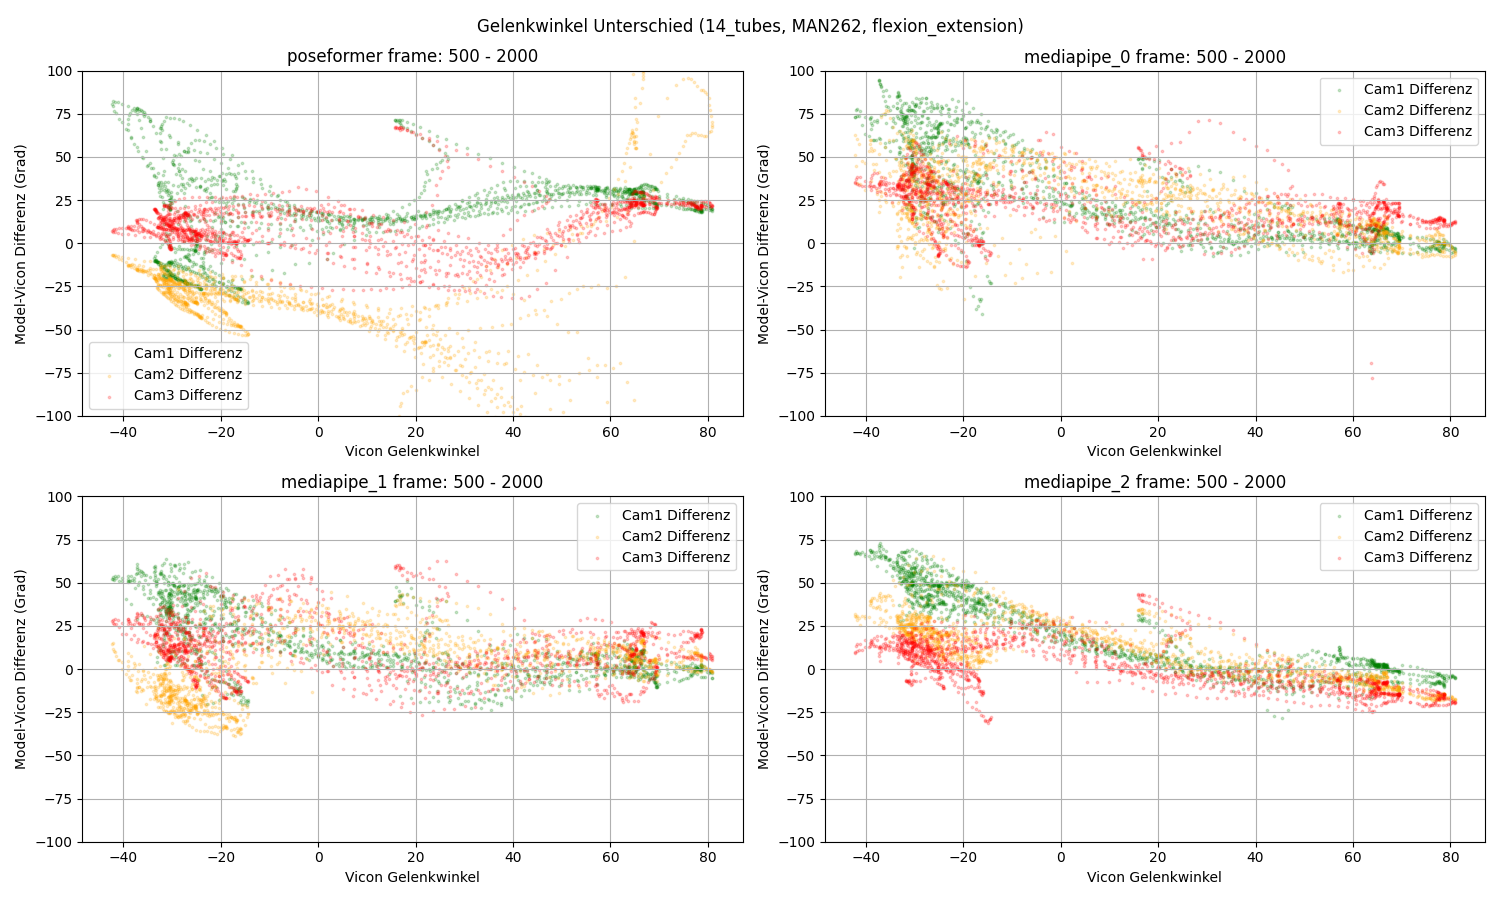 Gelenkwinkel Unterschied (14_tubes, MAN262, flexion_extension)
poseformer frame: 500 - 2000
100
75
50
25
0
−25
−50
−75
−100
Model-Vicon Differenz (Grad)
Cam1 Differenz
Cam2 Differenz
Cam3 Differenz
−40 −20 0 20 40 60 80
Vicon Gelenkwinkel
mediapipe_0 frame: 500 - 2000
100
75
50
25
0
−25
−50
−75
−100
Model-Vicon Differenz (Grad)
Cam1 Differenz
Cam2 Differenz
Cam3 Differenz
−40 −20 0 20 40 60 80
Vicon Gelenkwinkel
mediapipe_1 frame: 500 - 2000
100
75
50
25
0
−25
−50
−75
−100
Model-Vicon Differenz (Grad)
Cam1 Differenz
Cam2 Differenz
Cam3 Differenz
−40 −20 0 20 40 60 80
Vicon Gelenkwinkel
mediapipe_2 frame: 500 - 2000
100
75
50
25
0
−25
−50
−75
−100
Model-Vicon Differenz (Grad)
Cam1 Differenz
Cam2 Differenz
Cam3 Differenz
−40 −20 0 20 40 60 80
Vicon Gelenkwinkel